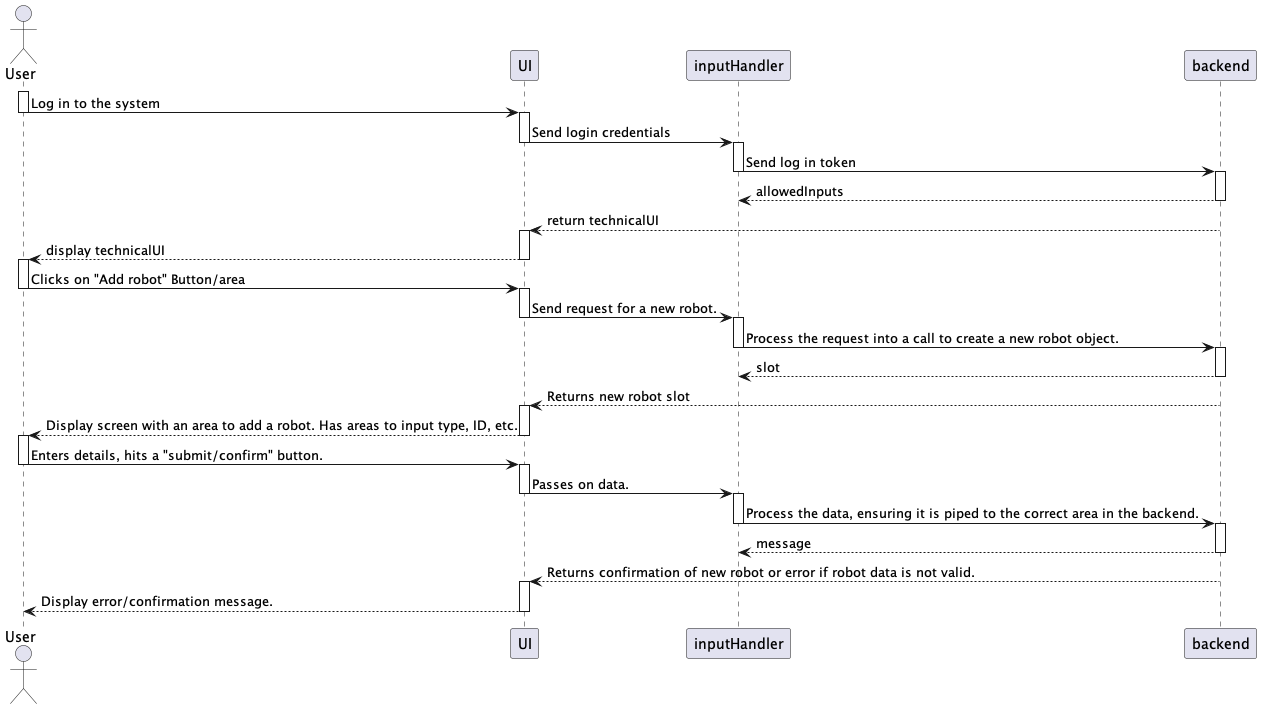 User
UI
inputHandler
backend
Log in to the system
Send login credentials
Send log in token
allowedInputs
return technicalUI
display technicalUI
Clicks on "Add robot" Button/area
Send request for a new robot.
Process the request into a call to create a new robot object.
slot
Returns new robot slot
Display screen with an area to add a robot. Has areas to input type, ID, etc.
Enters details, hits a "submit/confirm" button.
Passes on data.
Process the data, ensuring it is piped to the correct area in the backend.
message
Returns confirmation of new robot or error if robot data is not valid.
Display error/confirmation message.
User
UI
inputHandler
backend